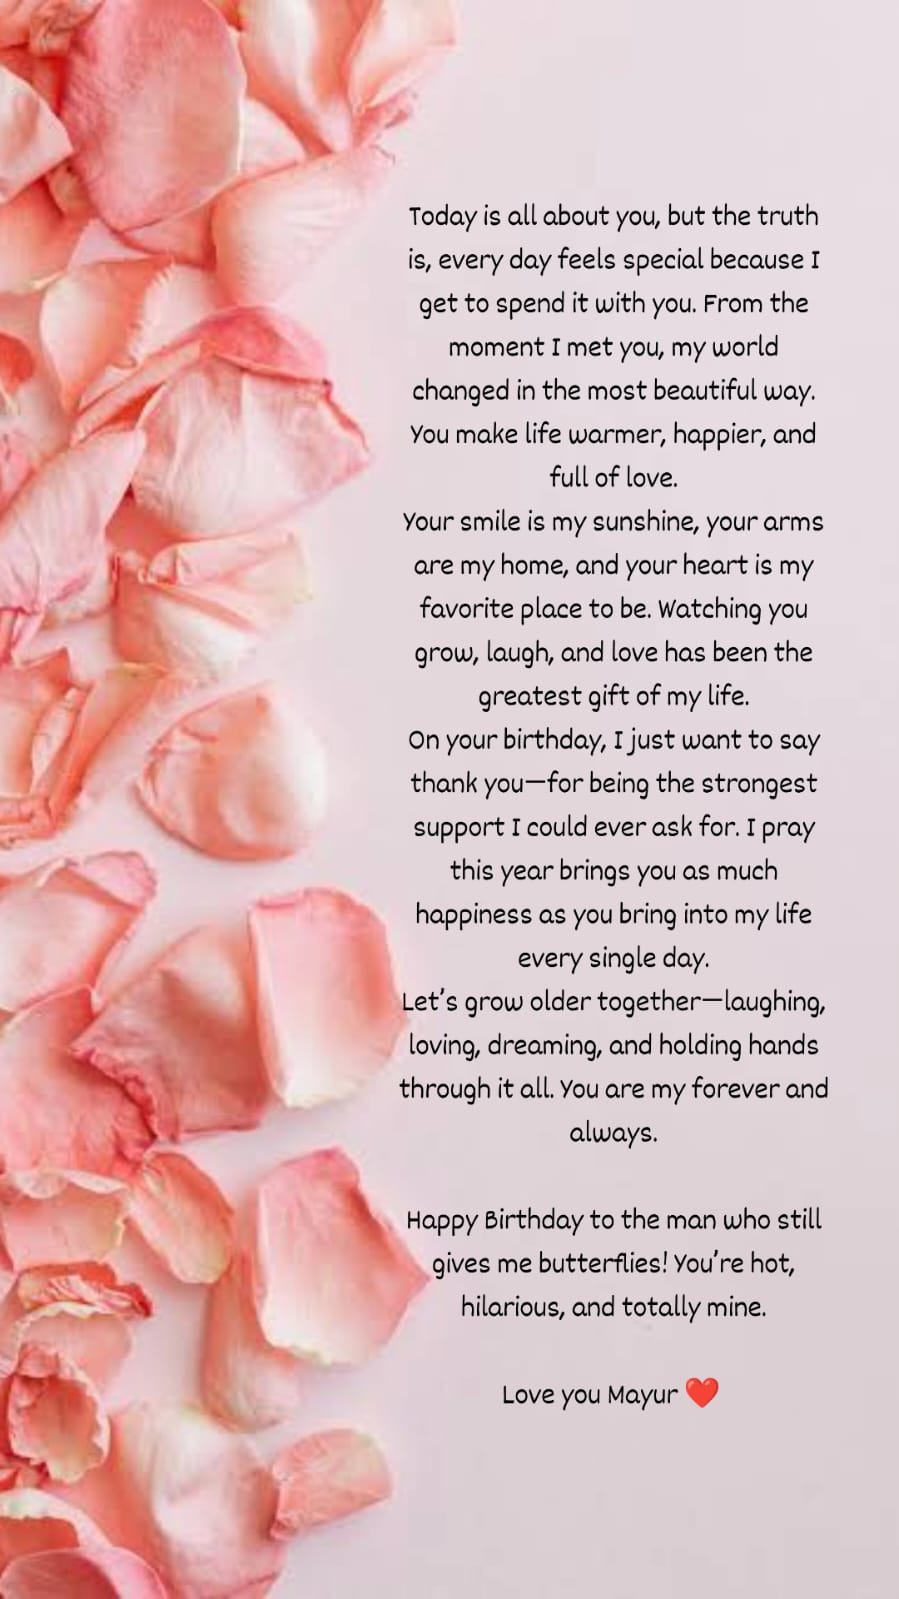 Today is all about you, but the truth
is, every day feels special because I
get to spend it with you. From the
moment I met you, my world
changed in the most beautiful way.
You make life warmer, happier, and
full of love.
Your smile is my sunshine, your arms
are my home, and your heart is my
favorite place to be. Watching you
grow, laugh, and love has been the
greatest gift of my life.
On your birthday, I just want to say
thank you—for being the strongest
support I could ever ask for. I pray
this year brings you as much
happiness as you bring into my life
every single day.
Let’s grow older together—laughing,
loving, dreaming, and holding hands
through it all. You are my forever and
always.
Happy Birthday to the man who still
gives me butterflies! You’re hot,
hilarious, and totally mine.
Love you Mayur ❤️